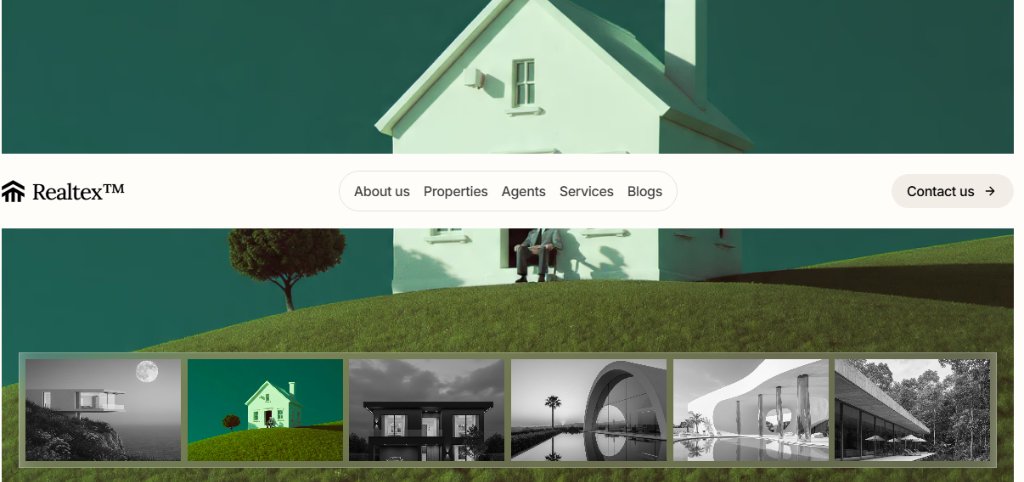 Realtex™
About us Properties Agents Services Blogs
Contact us →